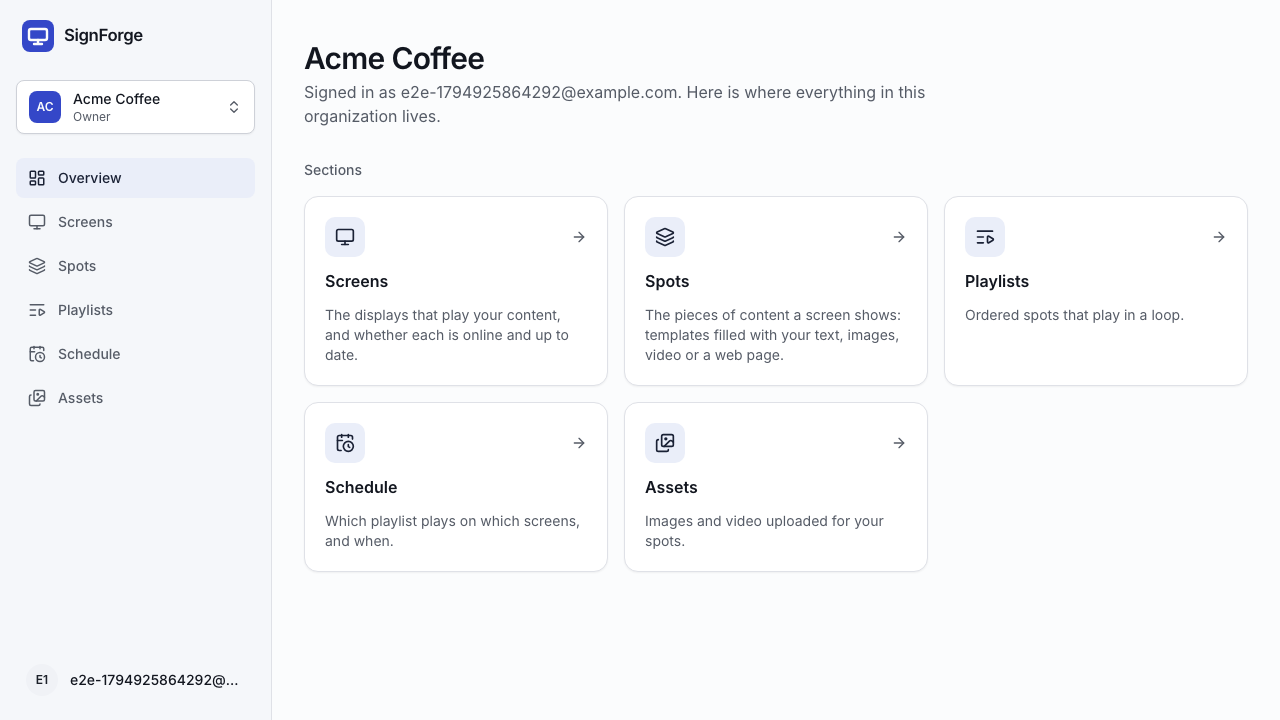 SignForge
AC
Acme Coffee
Owner
Overview
Screens
Spots
Playlists
Schedule
Assets
E1
e2e-1794925864292@...
Acme Coffee
Signed in as e2e-1794925864292@example.com. Here is where everything in this
organization lives.
Sections
Screens
The displays that play your content,
and whether each is online and up to
date.
Spots
The pieces of content a screen shows:
templates filled with your text, images,
video or a web page.
Playlists
Ordered spots that play in a loop.
Schedule
Which playlist plays on which screens,
and when.
Assets
Images and video uploaded for your
spots.